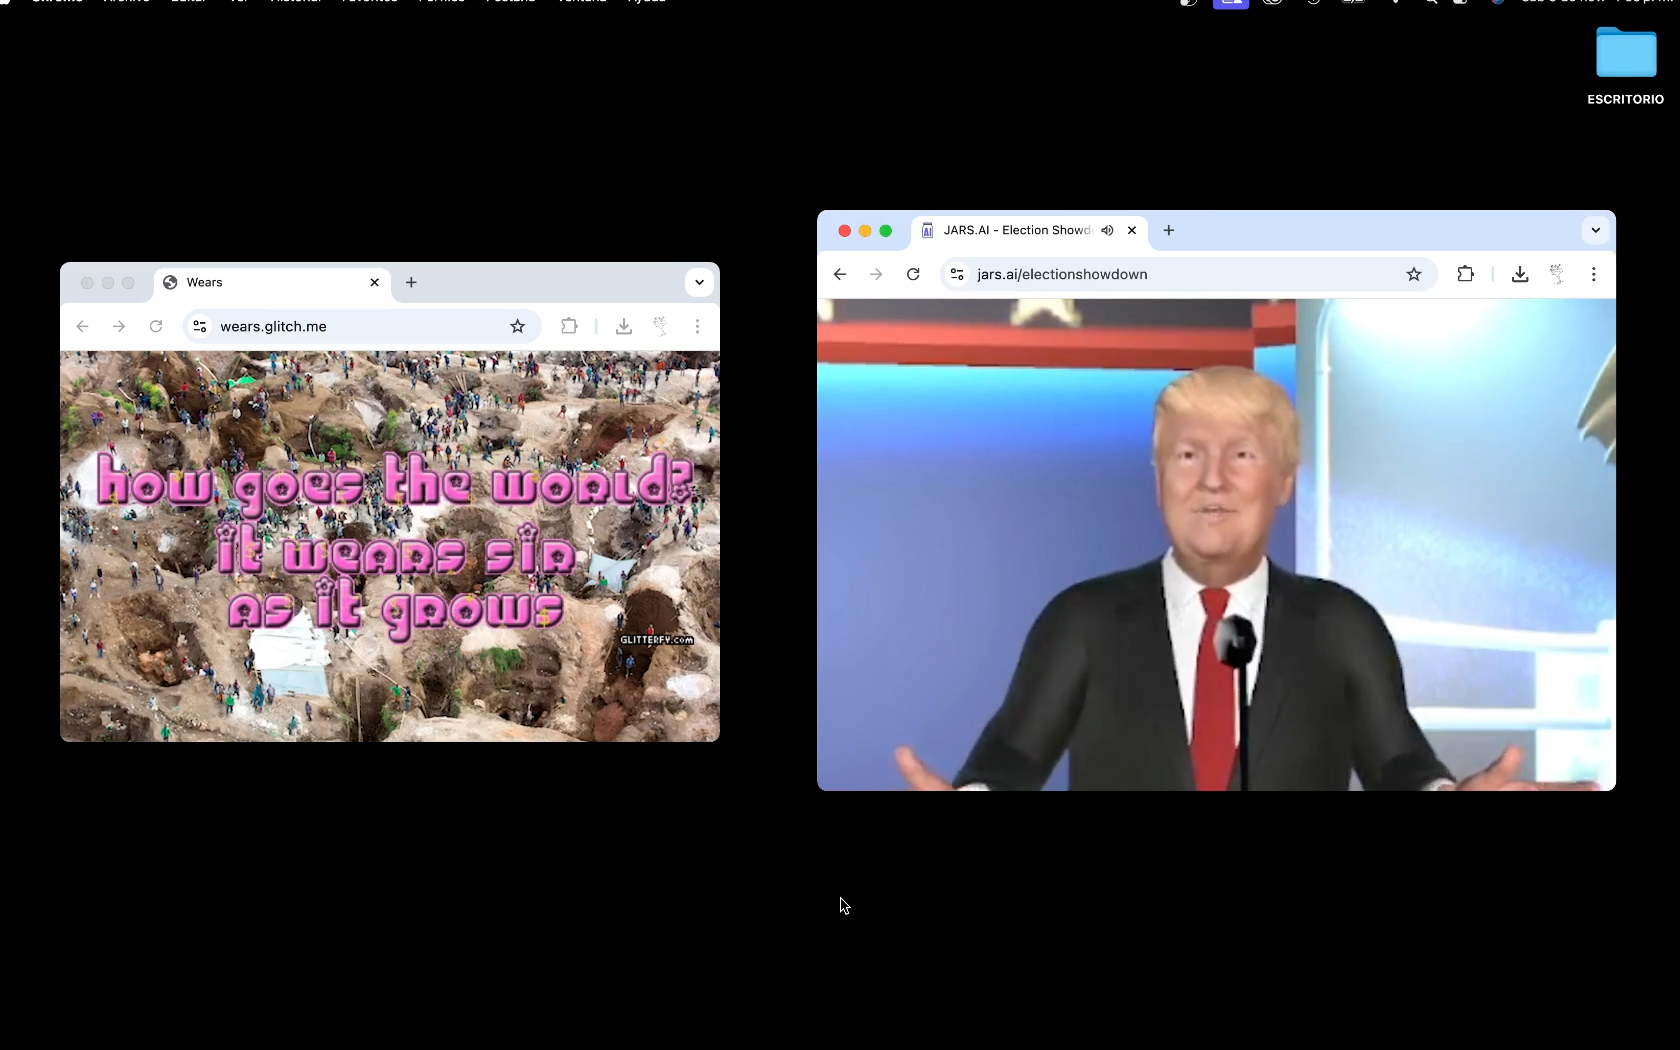 ESCRITORIO
Wears
wears.glitch.me
how goes the world?
it wears sir
as it grows
GLITTERFY.com
JARS.AI - Election Showd
jars.ai/electionshowdown